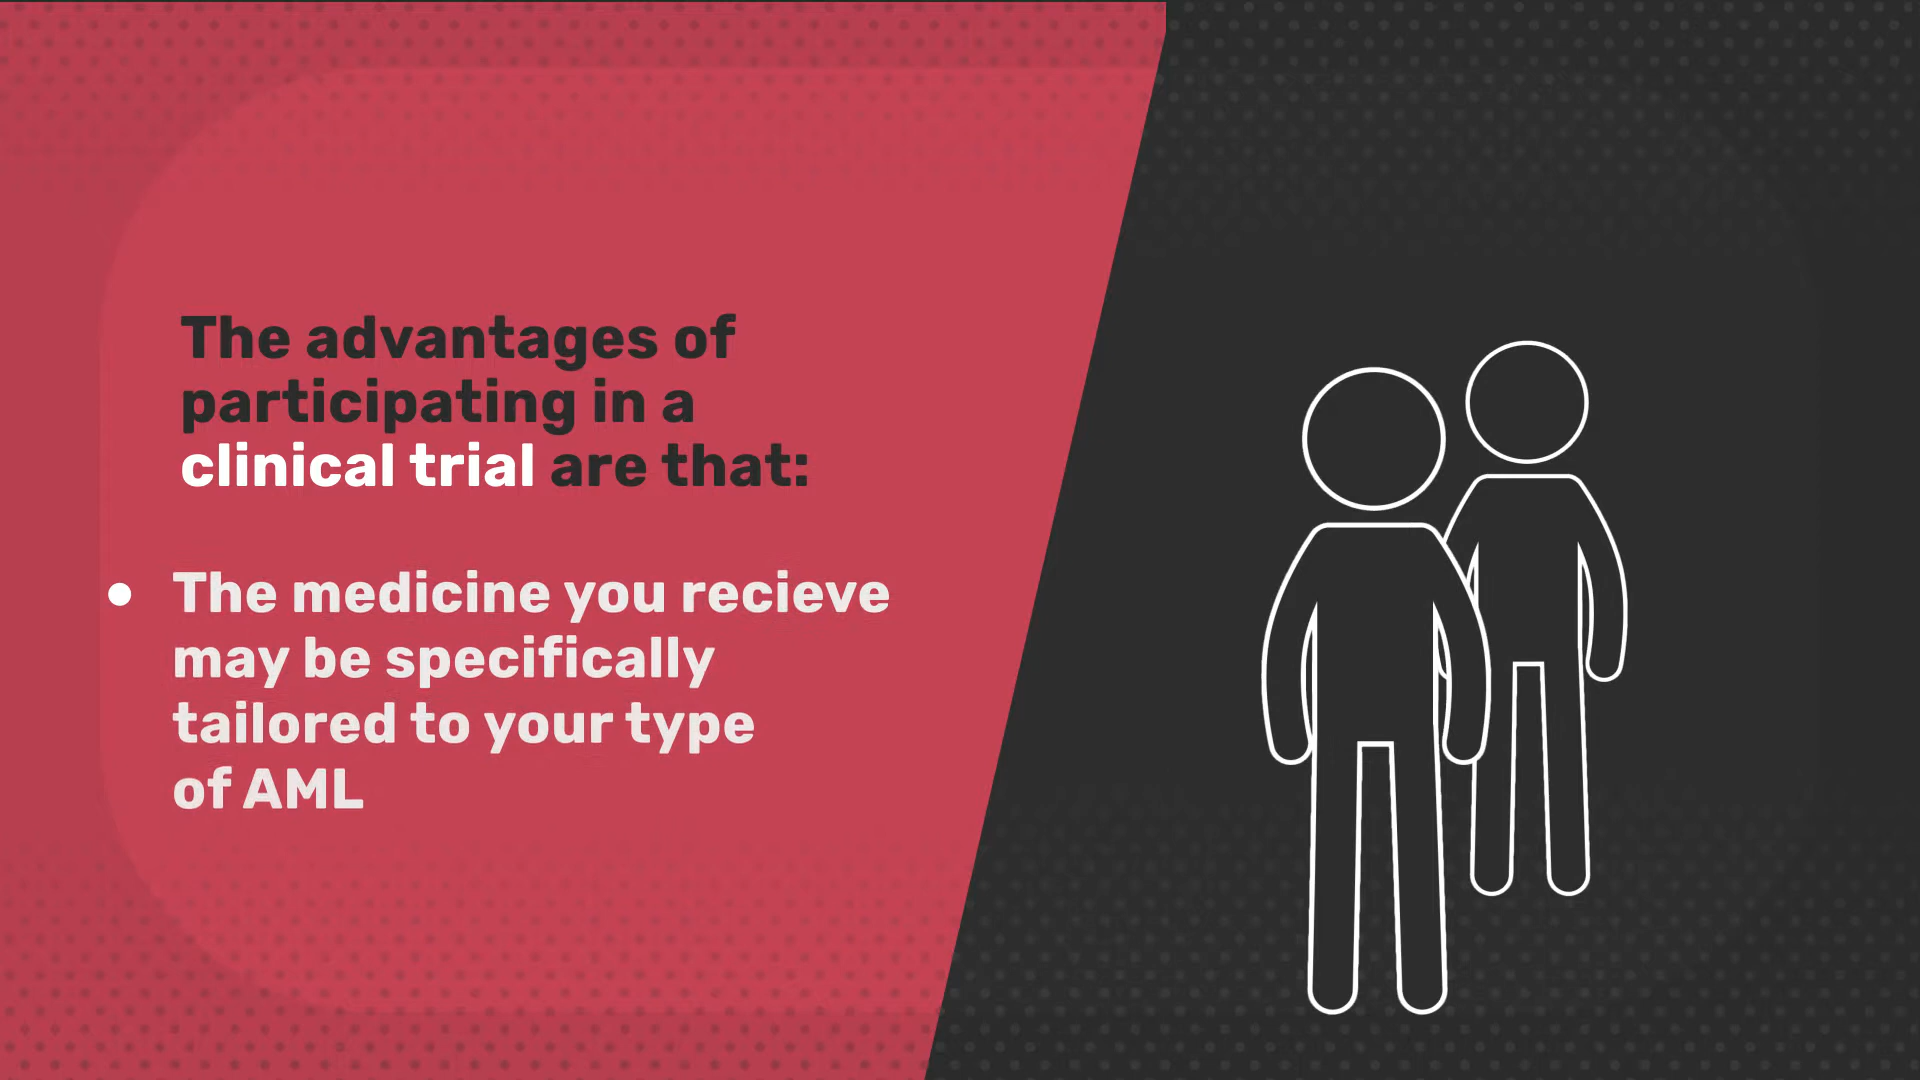 The advantages of
participating in a
clinical trial are that:
• The medicine you recieve
may be specifically
tailored to your type
of AML